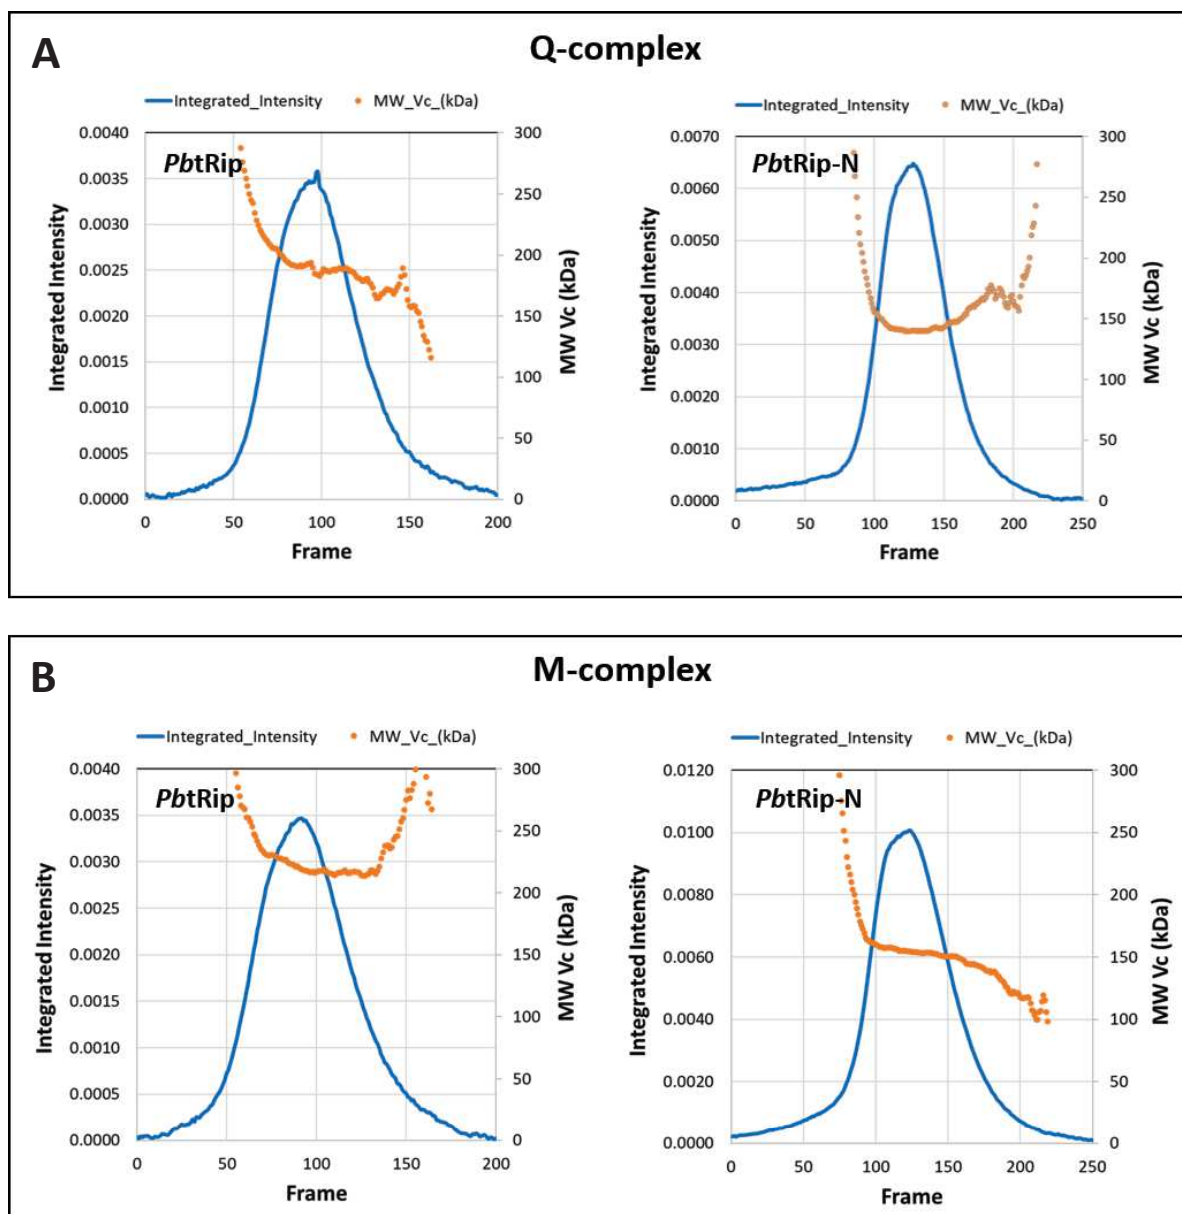 A
Q-complex
Integrated_Intensity MW_Vc_(kDa)
PbtRip
0.0040
0.0035
0.0030
0.0025
0.0020
0.0015
0.0010
0.0005
0.0000
Integrated Intensity
300
250
200
150
100
50
0
MW Vc (kDa)
0 50 100 150 200
Frame
Integrated_Intensity MW_Vc_(kDa)
PbtRip-N
0.0070
0.0060
0.0050
0.0040
0.0030
0.0020
0.0010
0.0000
Integrated Intensity
300
250
200
150
100
50
0
MW Vc (kDa)
0 50 100 150 200 250
Frame
B
M-complex
Integrated_Intensity MW_Vc_(kDa)
PbtRip
0.0040
0.0035
0.0030
0.0025
0.0020
0.0015
0.0010
0.0005
0.0000
Integrated Intensity
300
250
200
150
100
50
0
MW Vc (kDa)
0 50 100 150 200
Frame
Integrated_Intensity MW_Vc_(kDa)
PbtRip-N
0.0120
0.0100
0.0080
0.0060
0.0040
0.0020
0.0000
Integrated Intensity
300
250
200
150
100
50
0
MW Vc (kDa)
0 50 100 150 200 250
Frame